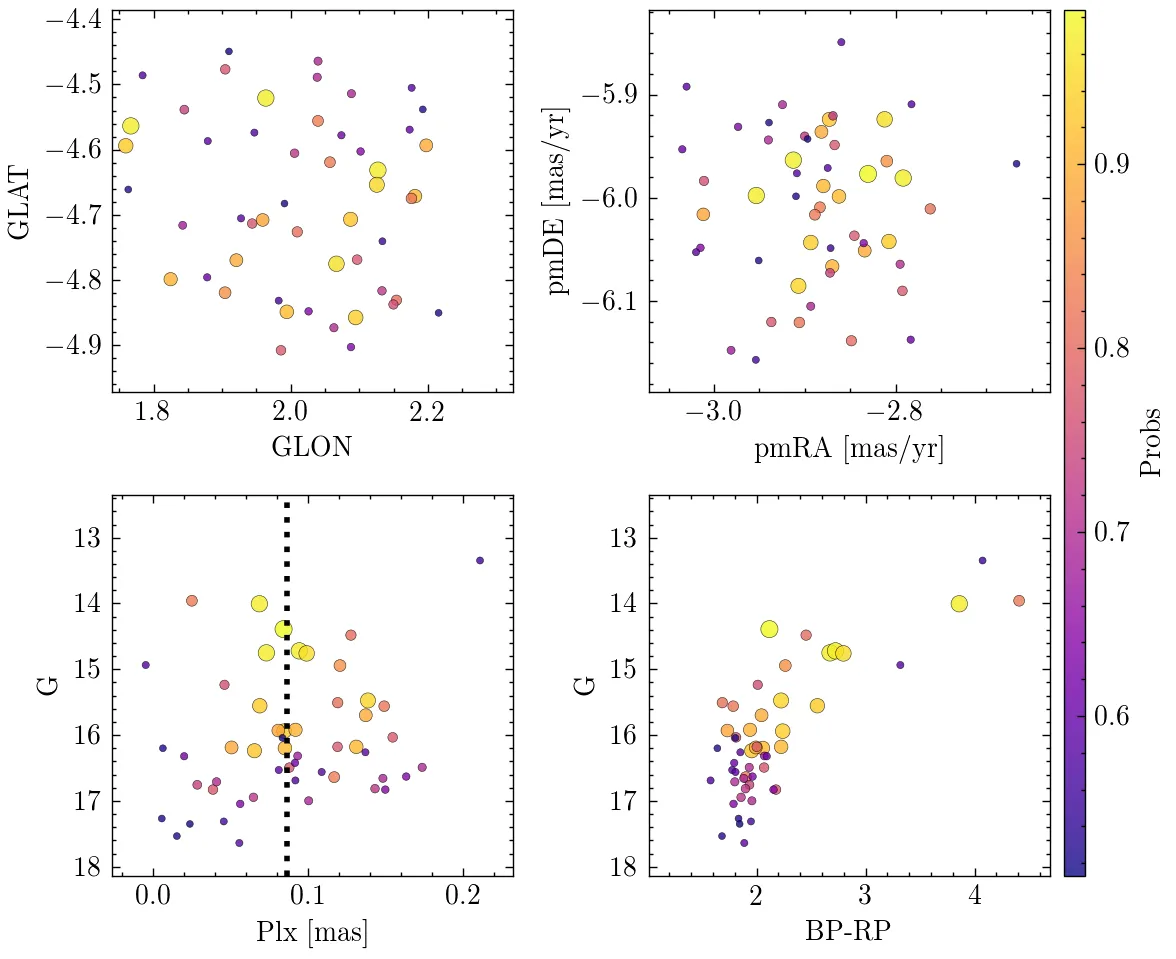 −4.4
−4.5
−4.6
−4.7
−4.8
−4.9
GLAT
1.8 2.0 2.2
GLON
−5.9
−6.0
−6.1
pmDE [mas/yr]
−3.0 −2.8
pmRA [mas/yr]
0.9
0.8
0.7
0.6
Probs
13
14
15
16
17
18
G
0.0 0.1 0.2
Plx [mas]
13
14
15
16
17
18
G
2 3 4
BP-RP